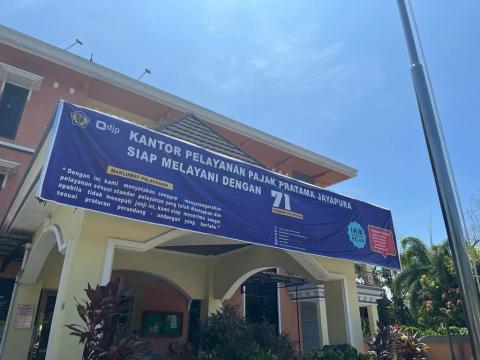 djp
KANTOR PELAYANAN PAJAK PRATAMA JAYAPURA
SIAP MELAYANI DENGAN 71
MAKLUMAT PELAYANAN
" Dengan ini kami menyatakan sanggup menyelenggarakan
pelayanan sesuai standar pelayanan yang telah ditetapkan dan
apabila tidak menepati janji ini, kami siap menerima sangsi
sesuai praturan perundang - undangan yang berlaku "